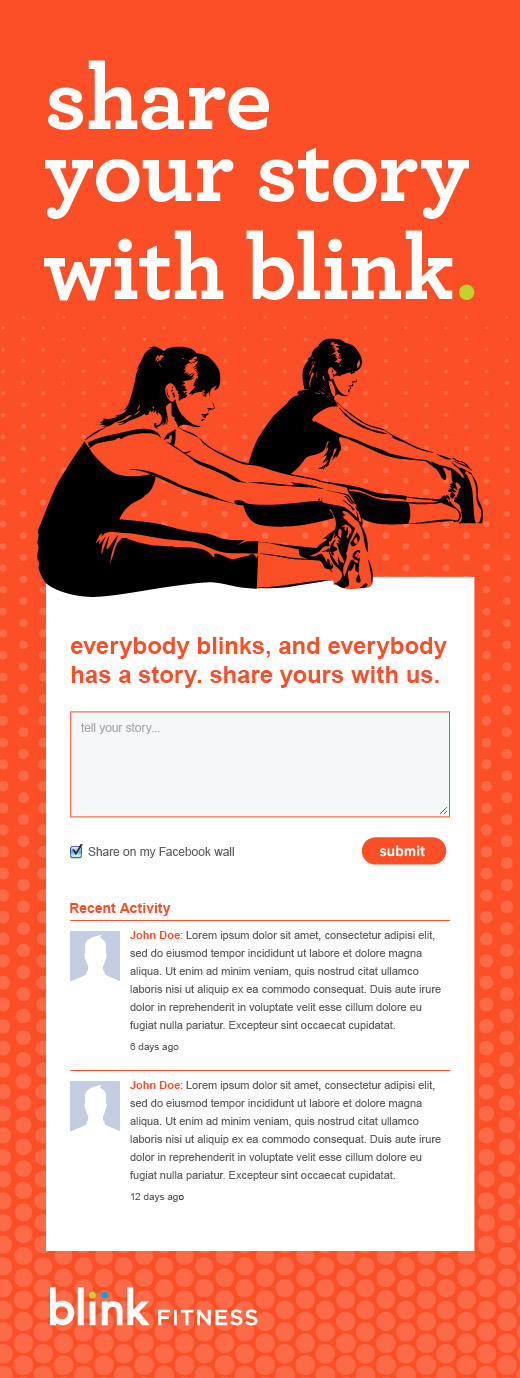 share
your story
with blink.
everybody blinks, and everybody
has a story. share yours with us.
tell your story...
Share on my Facebook wall
submit
Recent Activity
John Doe: Lorem ipsum dolor sit amet, consectetur adipisi elit,
sed do eiusmod tempor incididunt ut labore et dolore magna
aliqua. Ut enim ad minim veniam, quis nostrud citat ullamco
laboris nisi ut aliquip ex ea commodo consequat. Duis aute irure
dolor in reprehenderit in voluptate velit esse cillum dolore eu
fugiat nulla pariatur. Excepteur sint occaecat cupidatat.
6 days ago
John Doe: Lorem ipsum dolor sit amet, consectetur adipisi elit,
sed do eiusmod tempor incididunt ut labore et dolore magna
aliqua. Ut enim ad minim veniam, quis nostrud citat ullamco
laboris nisi ut aliquip ex ea commodo consequat. Duis aute irure
dolor in reprehenderit in voluptate velit esse cillum dolore eu
fugiat nulla pariatur. Excepteur sint occaecat cupidatat.
12 days ago
blink FITNESS